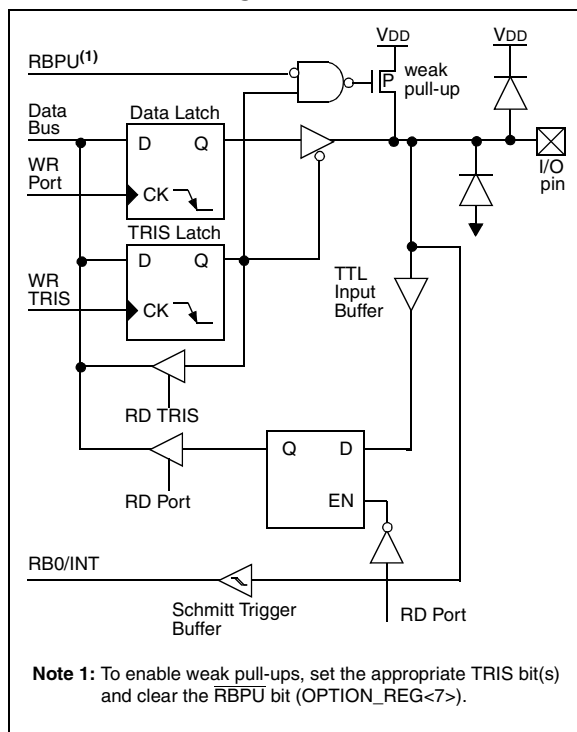 VDD
VDD
RBPU(1)
P
weak
pull-up
Data
Bus
Data Latch
D
Q
WR
Port
CK
I/O
pin
TRIS Latch
D
Q
WR
TRIS
CK
TTL
Input
Buffer
RD TRIS
Q
D
EN
RD Port
RB0/INT
Schmitt Trigger
Buffer
RD Port
Note 1: To enable weak pull-ups, set the appropriate TRIS bit(s)
and clear the RBPU bit (OPTION_REG<7>).